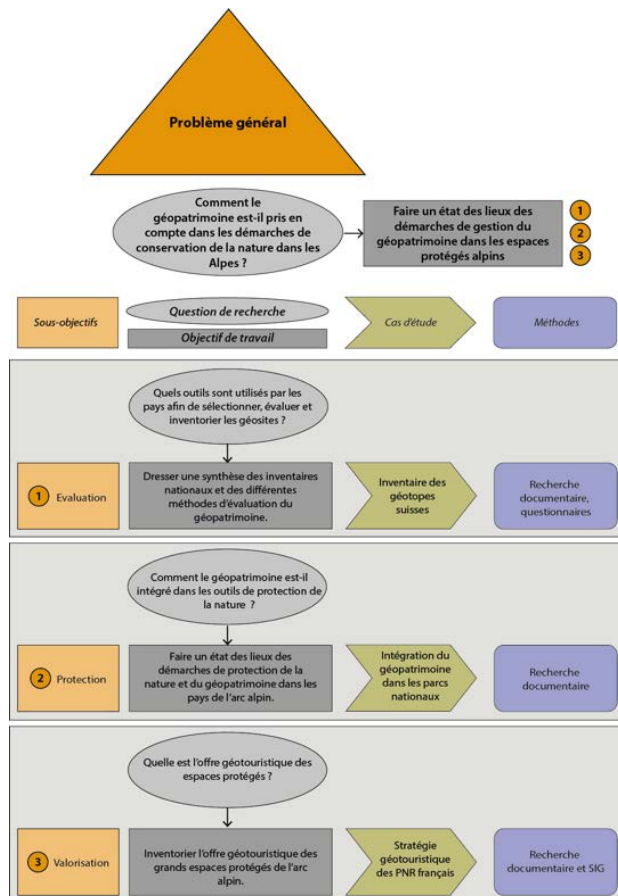 Problème général
Comment le
géopatrimoine est-il pris en
compte dans les démarches de
conservation de la nature dans les
Alpes ?
Faire un état des lieux des
démarches de gestion du
géopatrimoine dans les espaces
protégés alpins
1
2
3
Sous-objectifs
Question de recherche
Objectif de travail
Cas d'étude
Méthodes
Quels outils sont utilisés par les
pays afin de sélectionner, évaluer et
inventorier les géosites ?
1 Evaluation
Dresser une synthèse des inventaires
nationaux et des différentes
méthodes d'évaluation du
géopatrimoine.
Inventaire des
géotopes
suisses
Recherche
documentaire,
questionnaires
Comment le géopatrimoine est-il
intégré dans les outils de protection de
la nature ?
2 Protection
Faire un état des lieux des
démarches de protection de la
nature et du géopatrimoine dans les
pays de l'arc alpin.
Intégration du
géopatrimoine
dans les parcs
nationaux
Recherche
documentaire
Quelle est l'offre géotouristique des
espaces protégés ?
3 Valorisation
Inventorier l'offre géotouristique des
grands espaces protégés de l'arc
alpin.
Stratégie
géotouristique
des PNR français
Recherche
documentaire et SIG